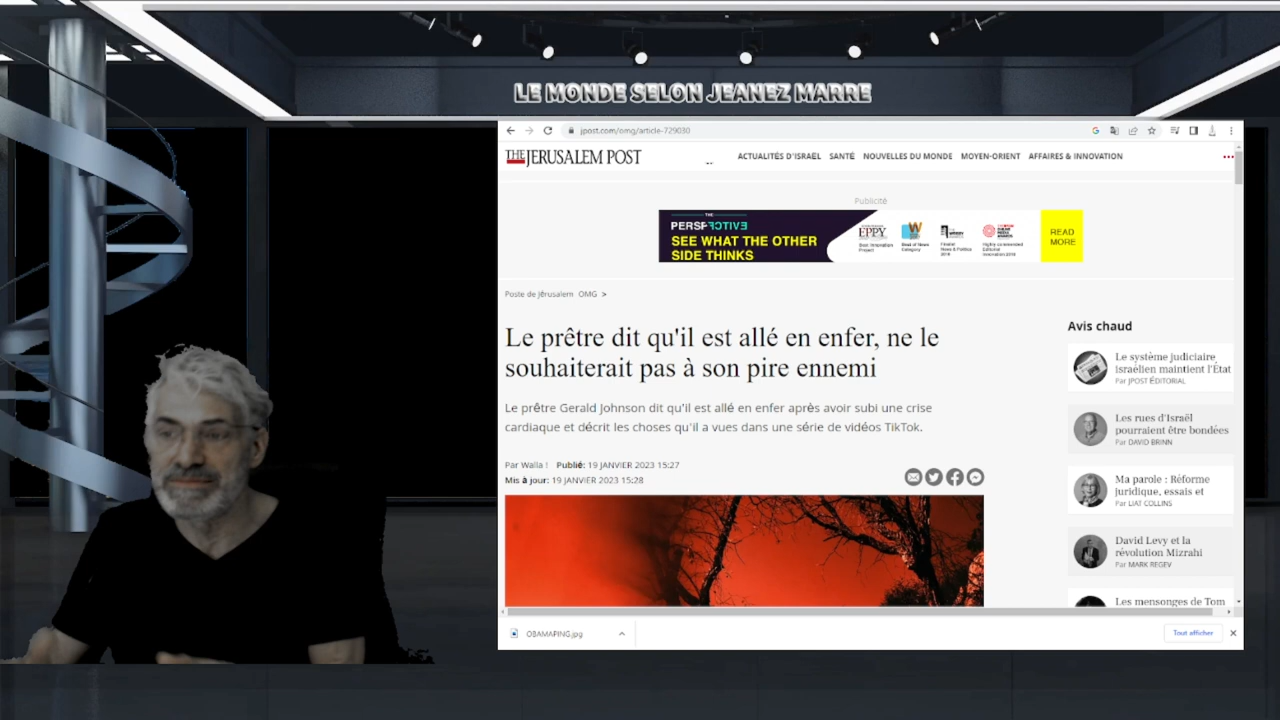 LE MONDE SELON JEANEZ MARRE
jpost.com/omg/article-729030
THE JERUSALEM POST
ACTUALITÉS D'ISRAËL SANTÉ NOUVELLES DU MONDE MOYEN-ORIENT AFFAIRES & INNOVATION
Publicité
THE
PERSPECTIVE
SEE WHAT THE OTHER
SIDE THINKS
EPPY
READ
MORE
Poste de Jérusalem OMG >
Le prêtre dit qu'il est allé en enfer, ne le
souhaiterait pas à son pire ennemi
Le prêtre Gerald Johnson dit qu'il est allé en enfer après avoir subi une crise
cardiaque et décrit les choses qu'il a vues dans une série de vidéos TikTok.
Par Walla ! Publié: 19 JANVIER 2023 15:27
Mis à jour: 19 JANVIER 2023 15:28
Avis chaud
Le système judiciaire
israélien maintient l'État
Par JPOST ÉDITORIAL
Les rues d'Israël
pourraient être bondées
Par DAVID BRINN
Ma parole : Réforme
juridique, essais et
Par LIAT COLLINS
David Levy et la
révolution Mizrahi
Par MARK REGEV
Les mensonges de Tom
OBAMAPING.jpg
Tout afficher